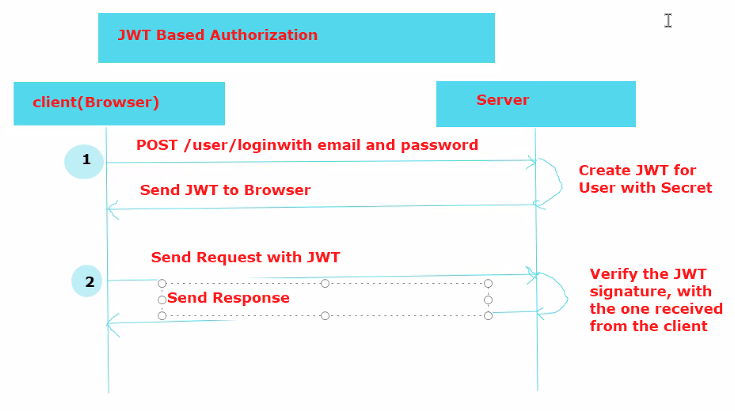 JWT Based Authorization
client(Browser)
Server
POST /user/loginwith email and password
1
Send JWT to Browser
Create JWT for
User with Secret
Send Request with JWT
2
Send Response
Verify the JWT
signature, with
the one received
from the client